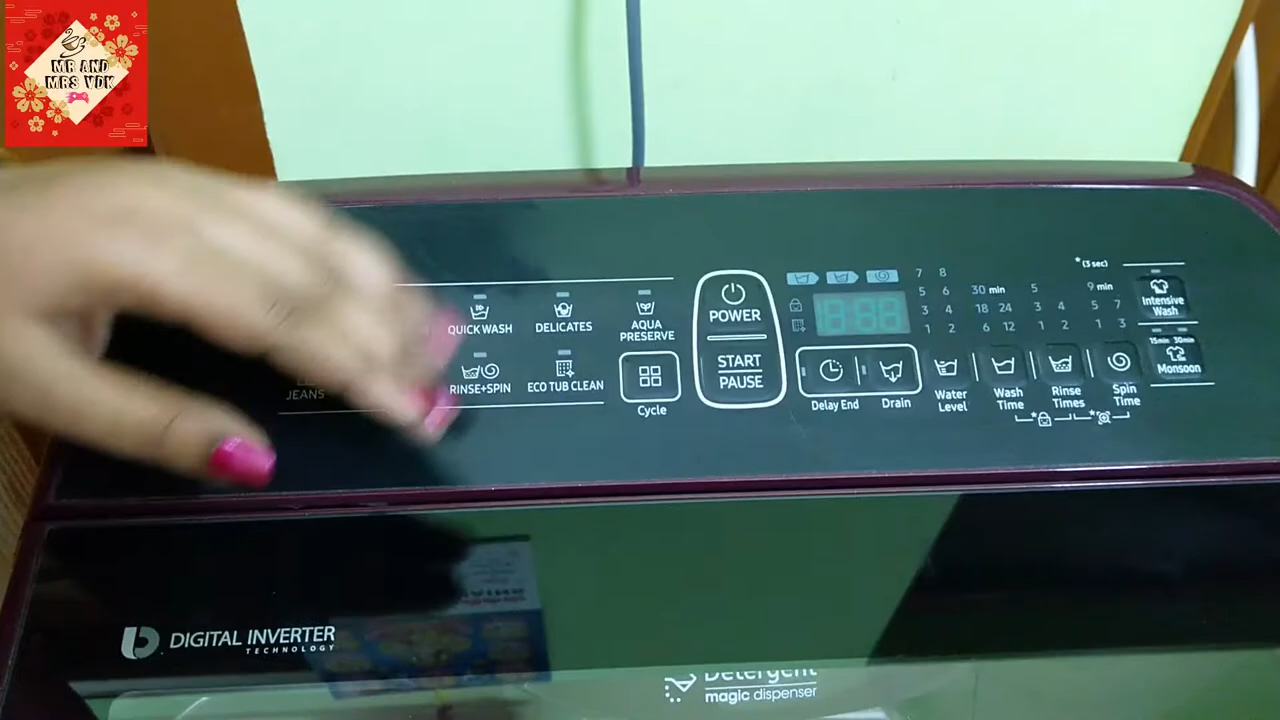 MR AND
MRS VDK
QUICK WASH
DELICATES
AQUA
PRESERVE
JEANS
RINSE+SPIN
ECO TUB CLEAN
Cycle
POWER
START
PAUSE
Delay End
Drain
7 8
5 6
3 4
1 2
30 min
18 24
6 12
5
3 4
1 2
*(3 sec)
9 min
5 7
1 3
Water
Level
Wash
Time
Rinse
Times
Spin
Time
Intensive
Wash
15min 30min
Monsoon
DIGITAL INVERTER
TECHNOLOGY
Detergent
magic dispenser